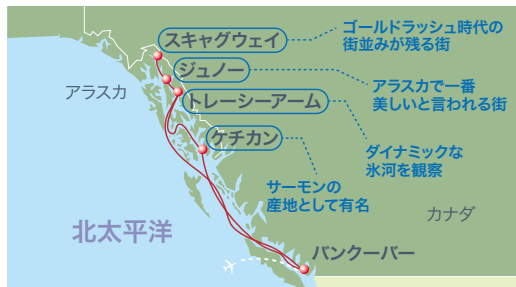 スキャグウェイ
ゴールドラッシュ時代の
街並みが残る街
ジュノー
アラスカ
アラスカで一番
美しいと言われる街
トレーシーアーム
ケチカン
ダイナミックな
氷河を観察
サーモンの
産地として有名
カナダ
北太平洋
バンクーバー